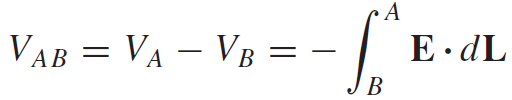 V_{AB} = V_A − V_B = − ∫_B^A E · dL